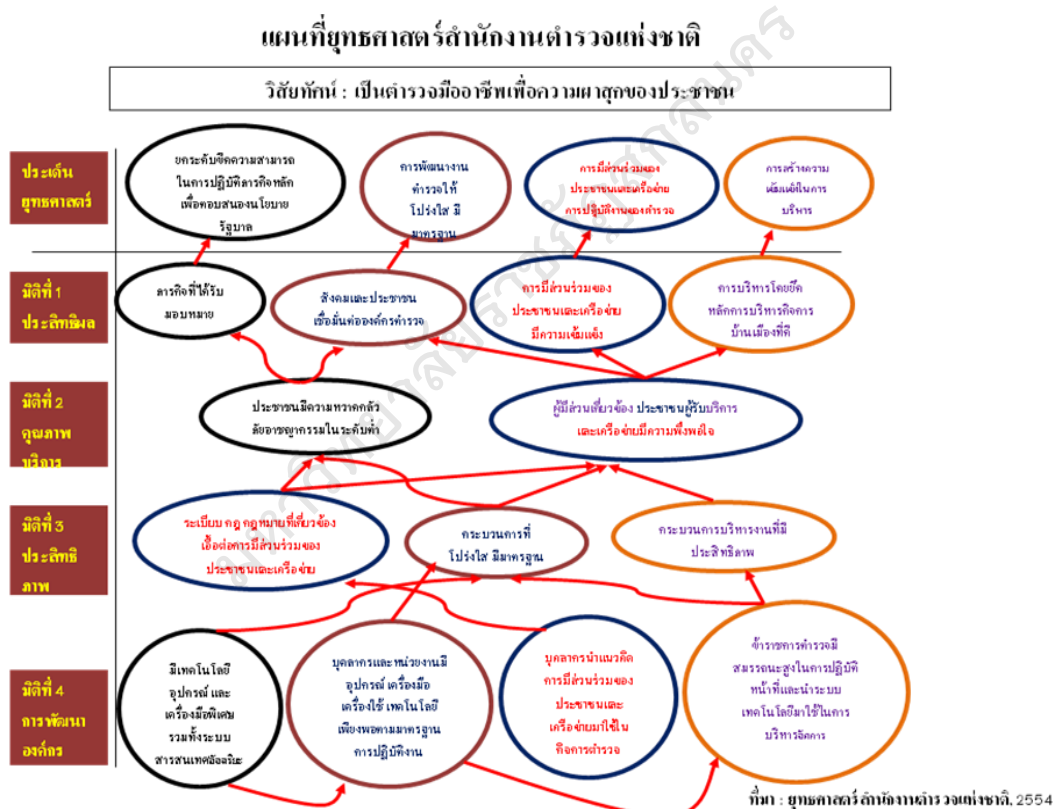 แผนที่ยุทธศาสตร์สำนักงานตำรวจแห่งชาติ
วิสัยทัศน์ : เป็นตำรวจมืออาชีพเพื่อความผาสุกของประชาชน
ประเด็น
ยุทธศาสตร์
ยกระดับขีดความสามารถ
ในการปฏิบัติภารกิจหลัก
เพื่อตอบสนองนโยบาย
รัฐบาล
การพัฒนางาน
ตำรวจให้
โปร่งใส มี
มาตรฐาน
การมีส่วนร่วมของ
ประชาชนและเครือข่าย
การปฏิบัติงานของตำรวจ
การสร้างความ
เข้มแข็งในการ
บริหาร
มิติที่ 1
ประสิทธิผล
ภารกิจที่ได้รับ
มอบหมาย
สังคมและประชาชน
เชื่อมั่นต่อองค์กรตำรวจ
การมีส่วนร่วมของ
ประชาชนและเครือข่าย
มีความเข้มแข็ง
การบริหารโดยยึด
หลักการบริหารกิจการ
บ้านเมืองที่ดี
มิติที่ 2
คุณภาพ
บริการ
ประชาชนมีความหวาดกลัว
ภัยอาชญากรรมในระดับต่ำ
ผู้มีส่วนเกี่ยวข้อง ประชาชนผู้รับบริการ
และเครือข่ายมีความพึงพอใจ
มิติที่ 3
ประสิทธิ
ภาพ
ระเบียบ กฎ กฎหมายที่เกี่ยวข้อง
เอื้อต่อการมีส่วนร่วมของ
ประชาชนและเครือข่าย
กระบวนการที่
โปร่งใส มีมาตรฐาน
กระบวนการบริหารงานที่มี
ประสิทธิภาพ
มิติที่ 4
การพัฒนา
องค์กร
มีเทคโนโลยี
อุปกรณ์ และ
เครื่องมือพิเศษ
รวมทั้งระบบ
สารสนเทศอัจฉริยะ
บุคลากรและหน่วยงานมี
อุปกรณ์ เครื่องมือ
เครื่องใช้ เทคโนโลยี
เพียงพอตามมาตรฐาน
การปฏิบัติงาน
บุคลากรนำแนวคิด
การมีส่วนร่วมของ
ประชาชนและ
เครือข่ายมาใช้ใน
กิจการตำรวจ
ข้าราชการตำรวจมี
สมรรถนะสูงในการปฏิบัติ
หน้าที่และนำระบบ
เทคโนโลยีมาใช้ในการ
บริหารจัดการ
ที่มา : ยุทธศาสตร์สำนักงานตำรวจแห่งชาติ, 2554
มหาวิทยาลัยราชภัฏสกลนคร